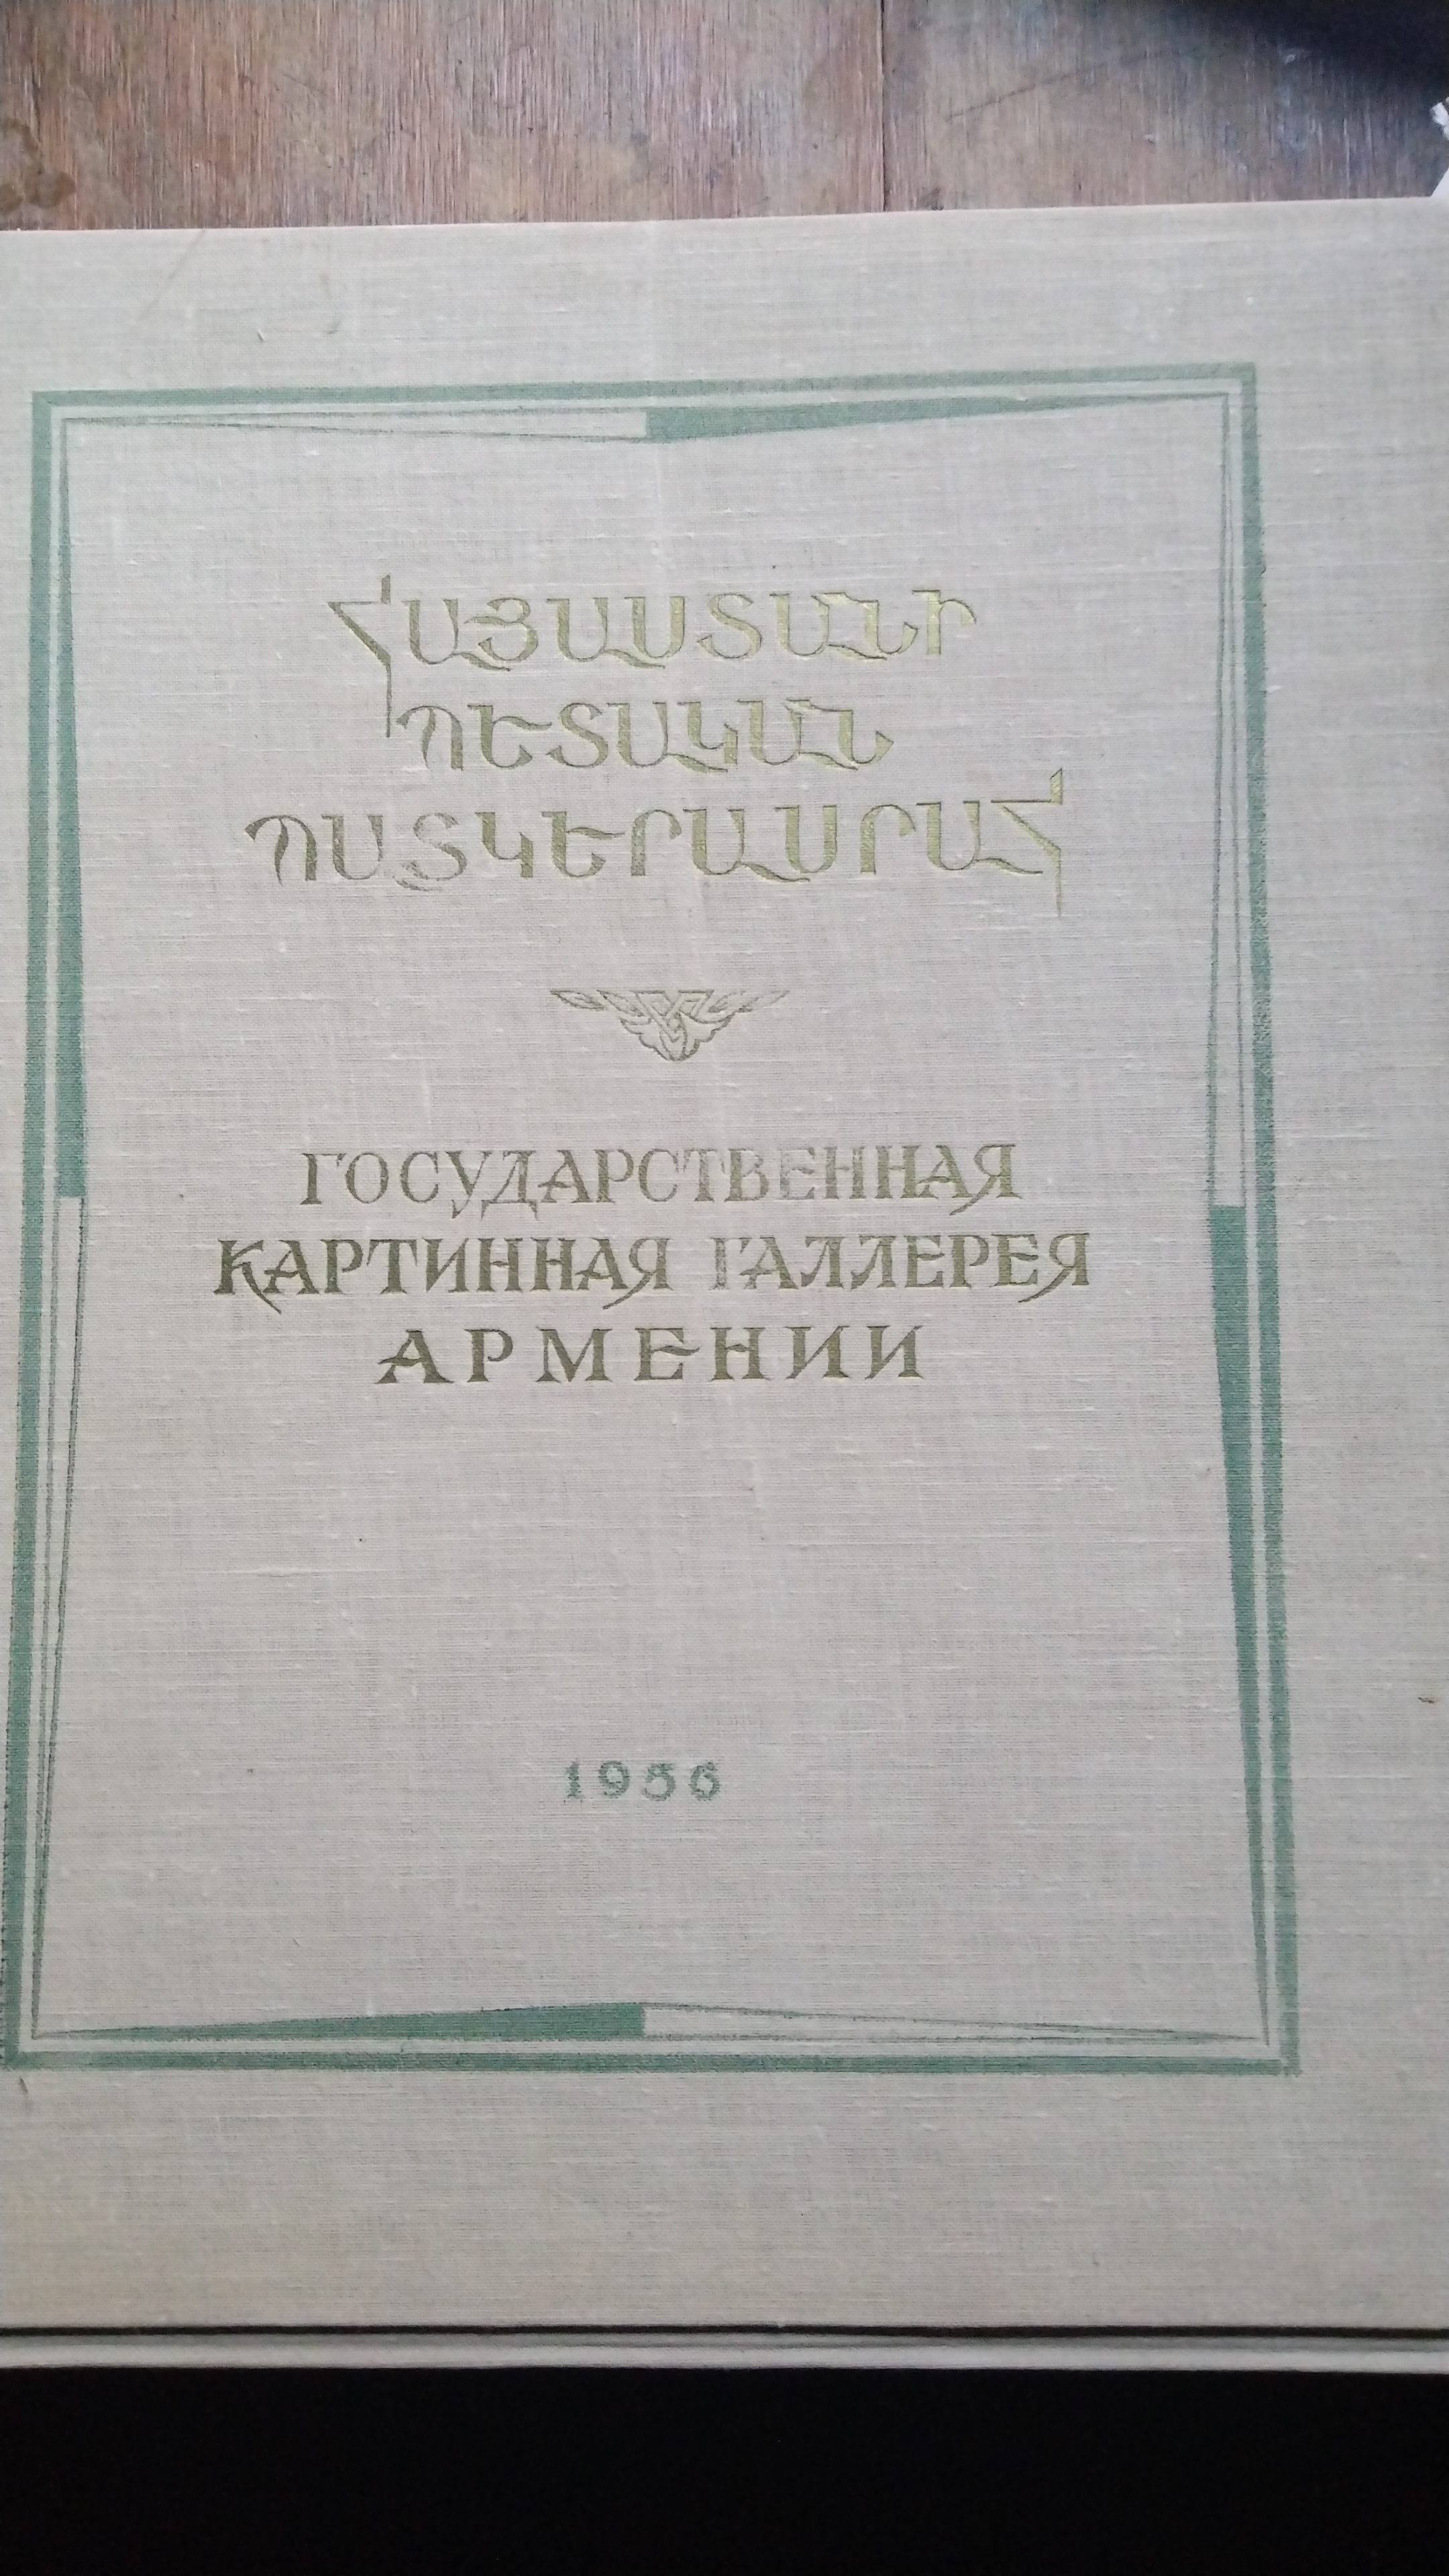 ՀԱՅԱՍՏԱՆԻ
ՊԵՏԱԿԱՆ
ՊԱՏԿԵՐԱՍՐԱՀ
ГОСУДАРСТВЕННАЯ
КАРТИННАЯ ГАЛЛЕРЕЯ
АРМЕНИИ
1956